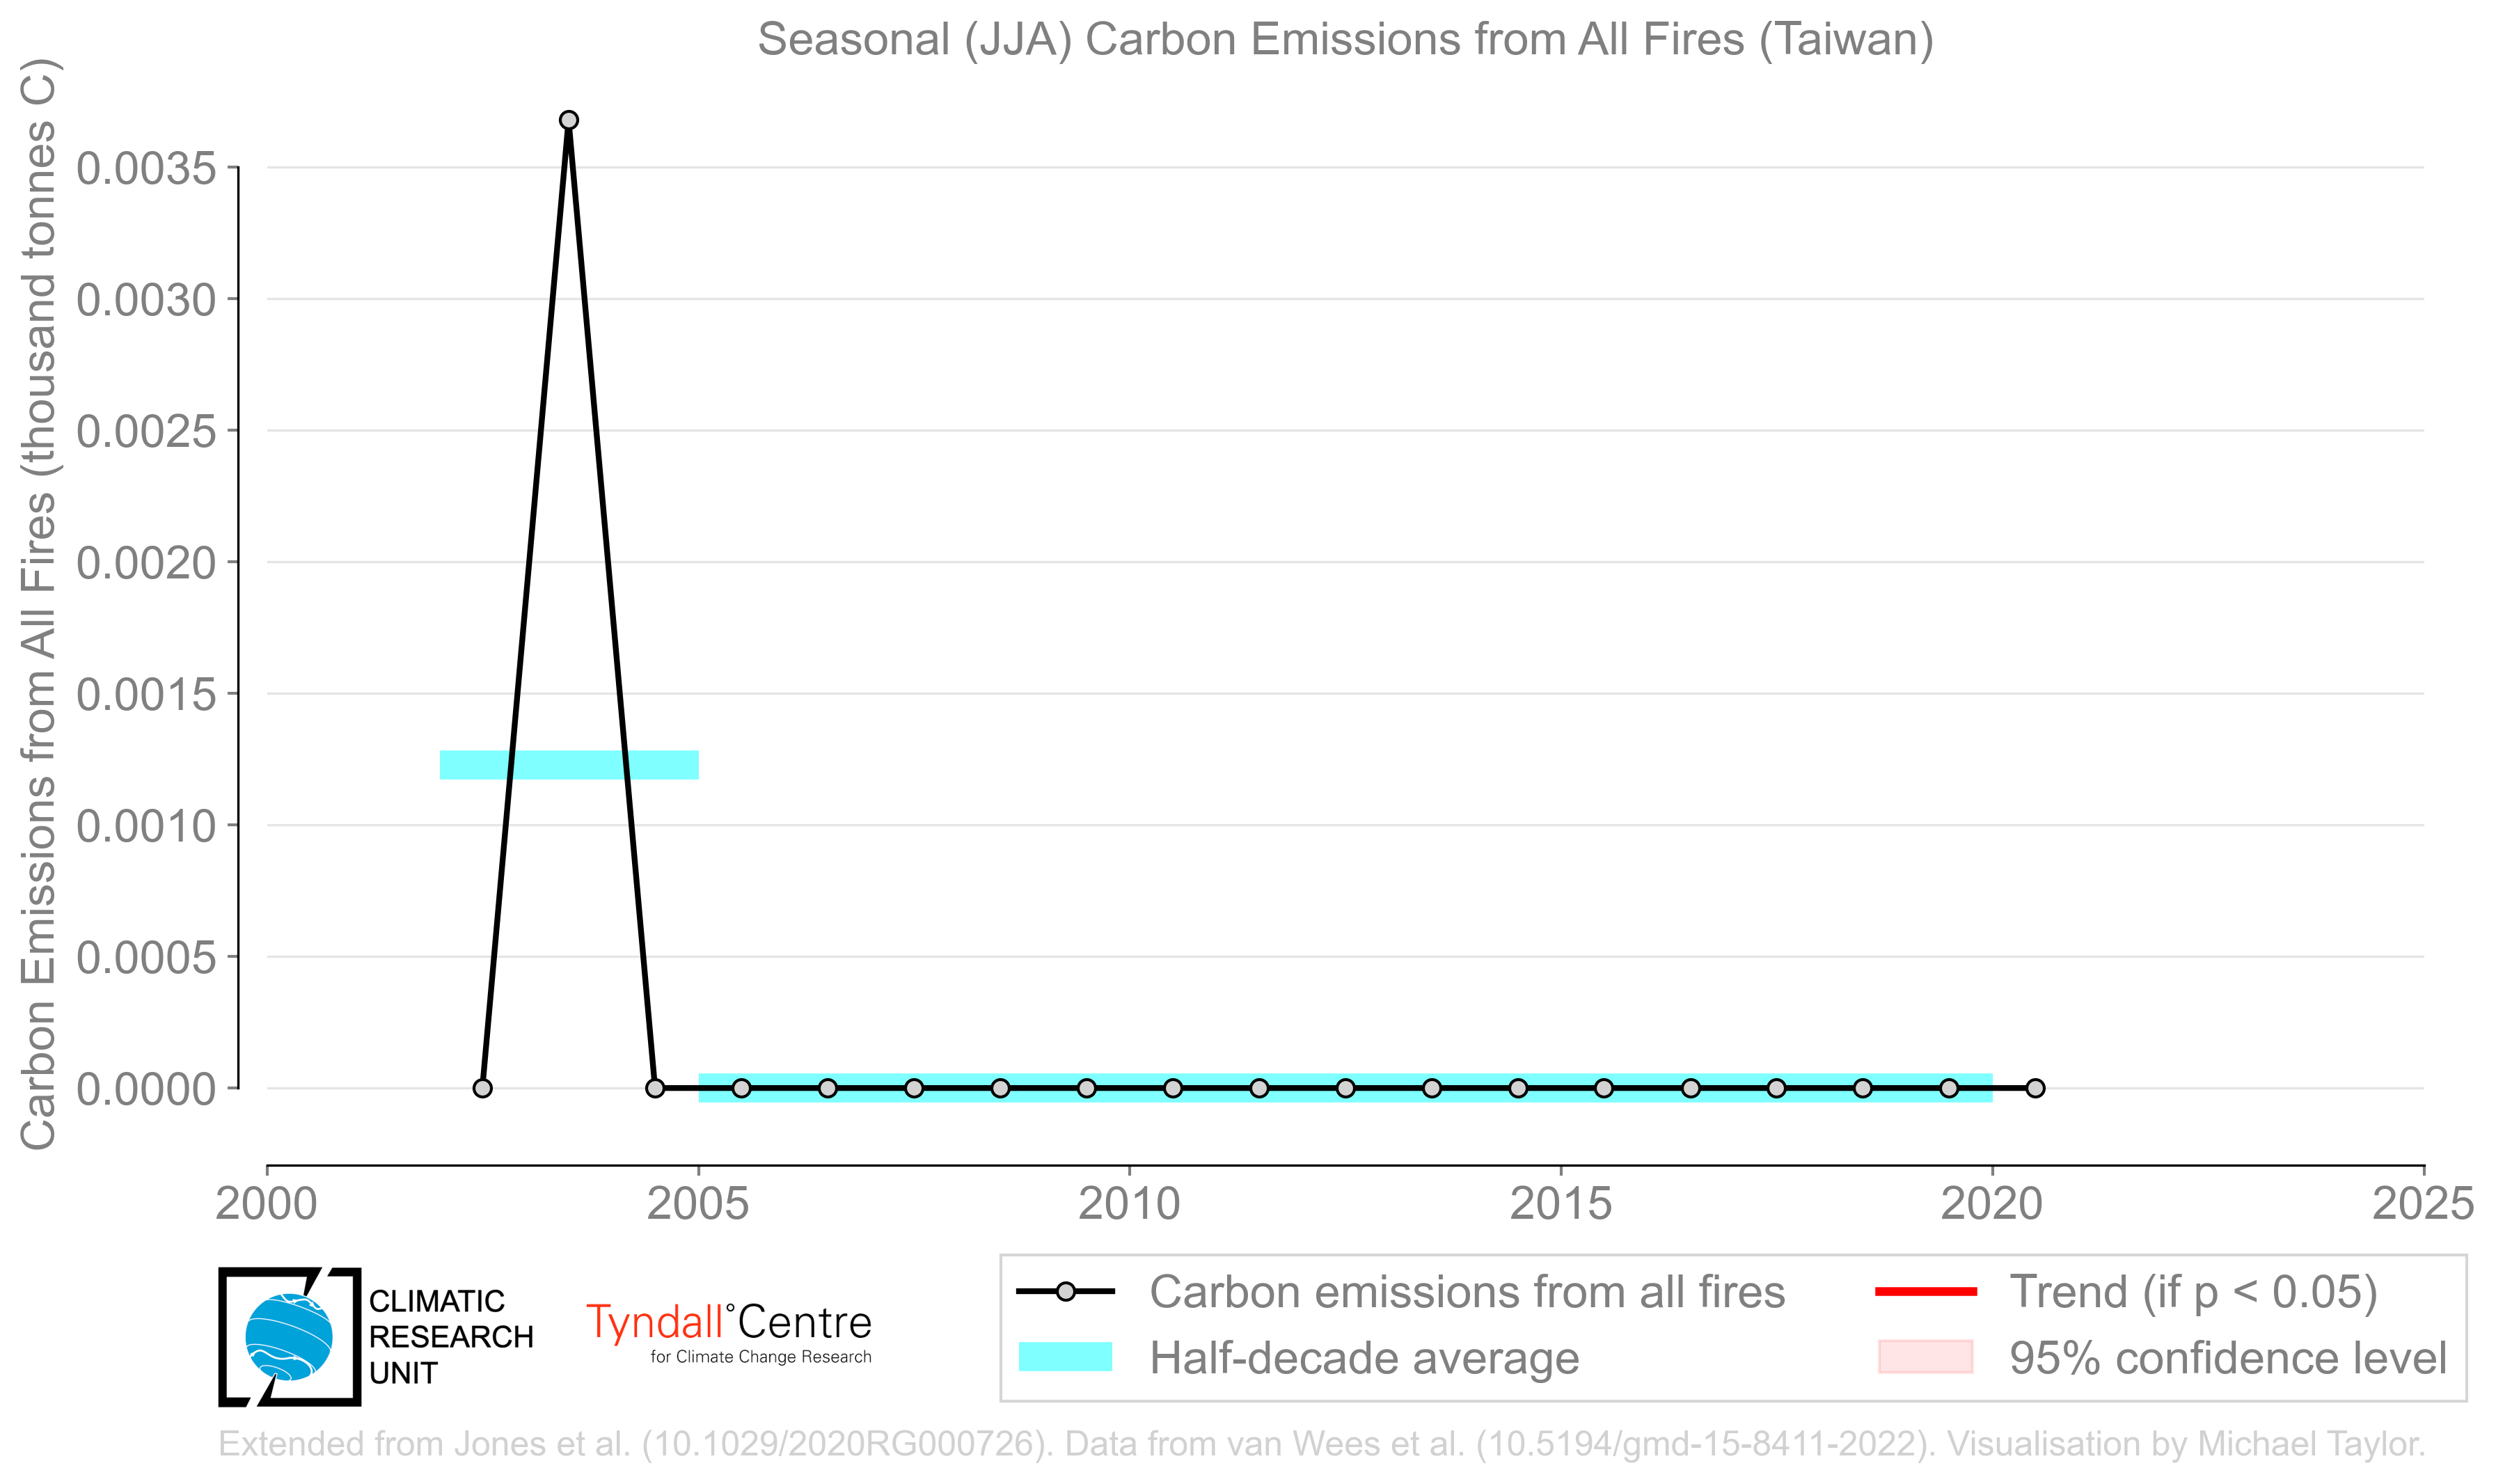 Seasonal (JJA) Carbon Emissions from All Fires (Taiwan)
Carbon Emissions from All Fires (thousand tonnes C)
0.0035
0.0030
0.0025
0.0020
0.0015
0.0010
0.0005
0.0000
2000 2005 2010 2015 2020 2025
CLIMATIC
RESEARCH
UNIT
Tyndall°Centre
for Climate Change Research
Carbon emissions from all fires
Half-decade average
Trend (if p < 0.05)
95% confidence level
Extended from Jones et al. (10.1029/2020RG000726). Data from van Wees et al. (10.5194/gmd-15-8411-2022). Visualisation by Michael Taylor.